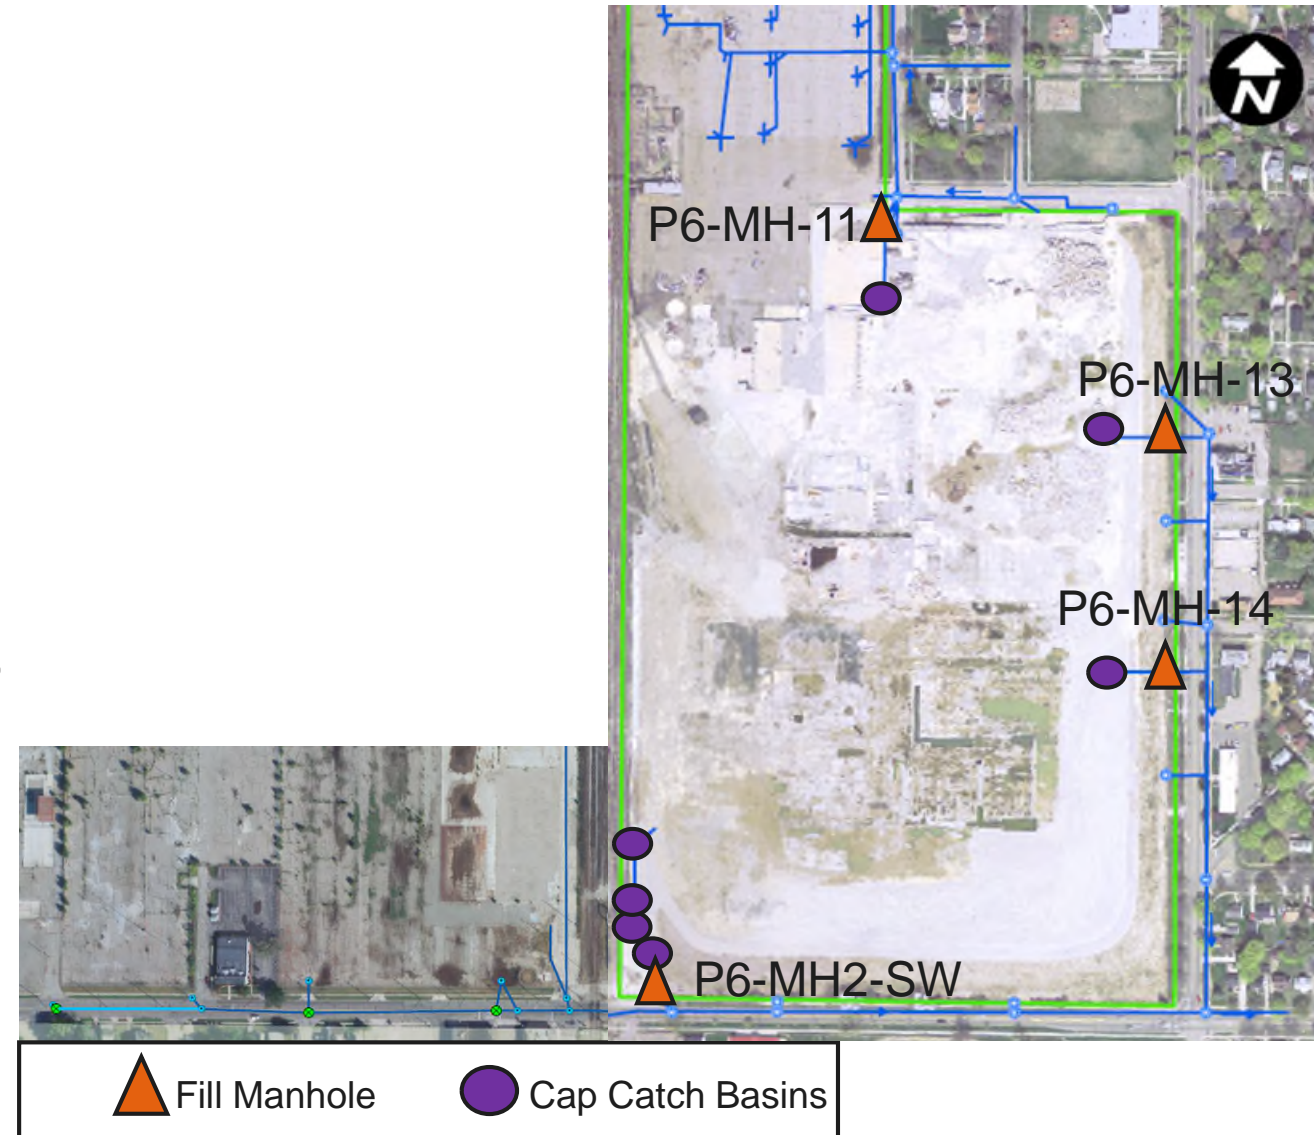 N
P6-MH-11
P6-MH-13
P6-MH-14
P6-MH2-SW
Fill Manhole
Cap Catch Basins